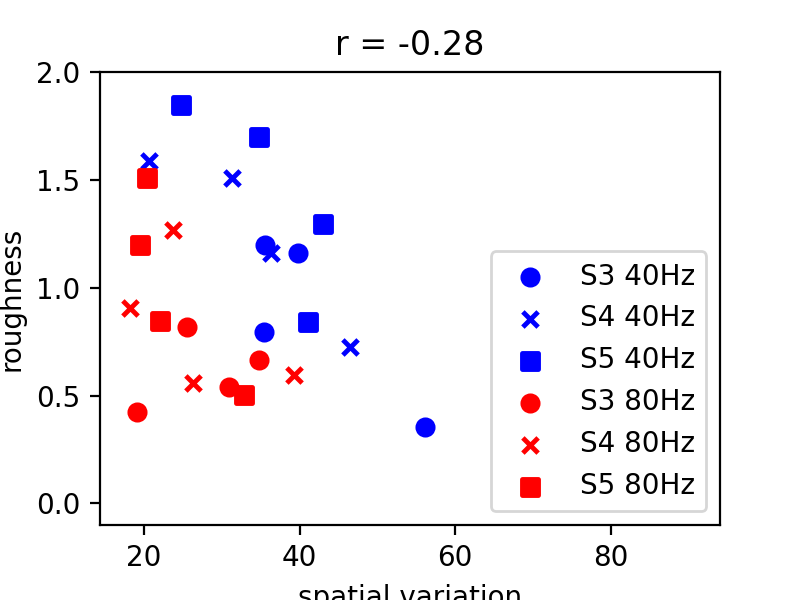 r = -0.28
2.0
1.5
1.0
0.5
0.0
roughness
S3 40Hz
S4 40Hz
S5 40Hz
S3 80Hz
S4 80Hz
S5 80Hz
20 40 60 80
spatial variation